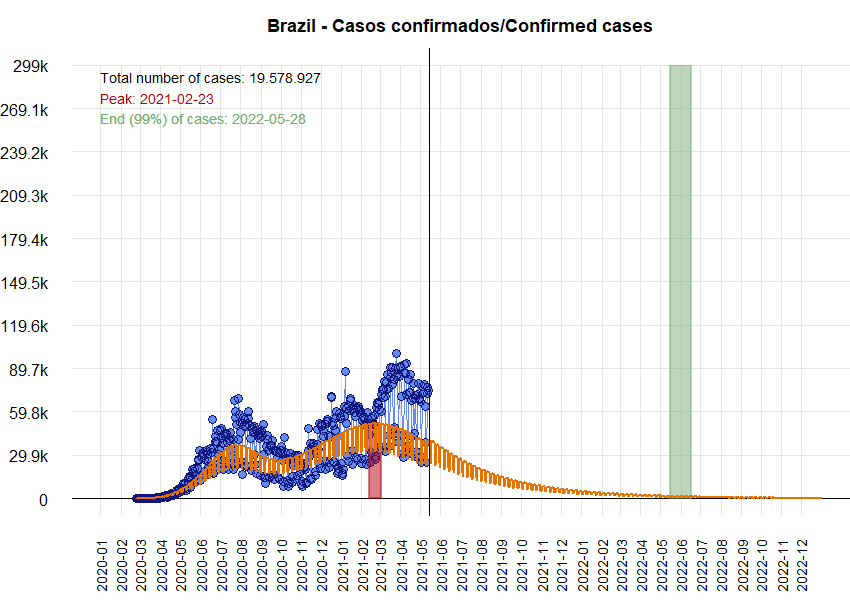 Brazil - Casos confirmados/Confirmed cases
299k
Total number of cases: 19.578.927
Peak: 2021-02-23
End (99%) of cases: 2022-05-28
269.1k
239.2k
209.3k
179.4k
149.5k
119.6k
89.7k
59.8k
29.9k
0
2020-01
2020-02
2020-03
2020-04
2020-05
2020-06
2020-07
2020-08
2020-09
2020-10
2020-11
2020-12
2021-01
2021-02
2021-03
2021-04
2021-05
2021-06
2021-07
2021-08
2021-09
2021-10
2021-11
2021-12
2022-01
2022-02
2022-03
2022-04
2022-05
2022-06
2022-07
2022-08
2022-09
2022-10
2022-11
2022-12